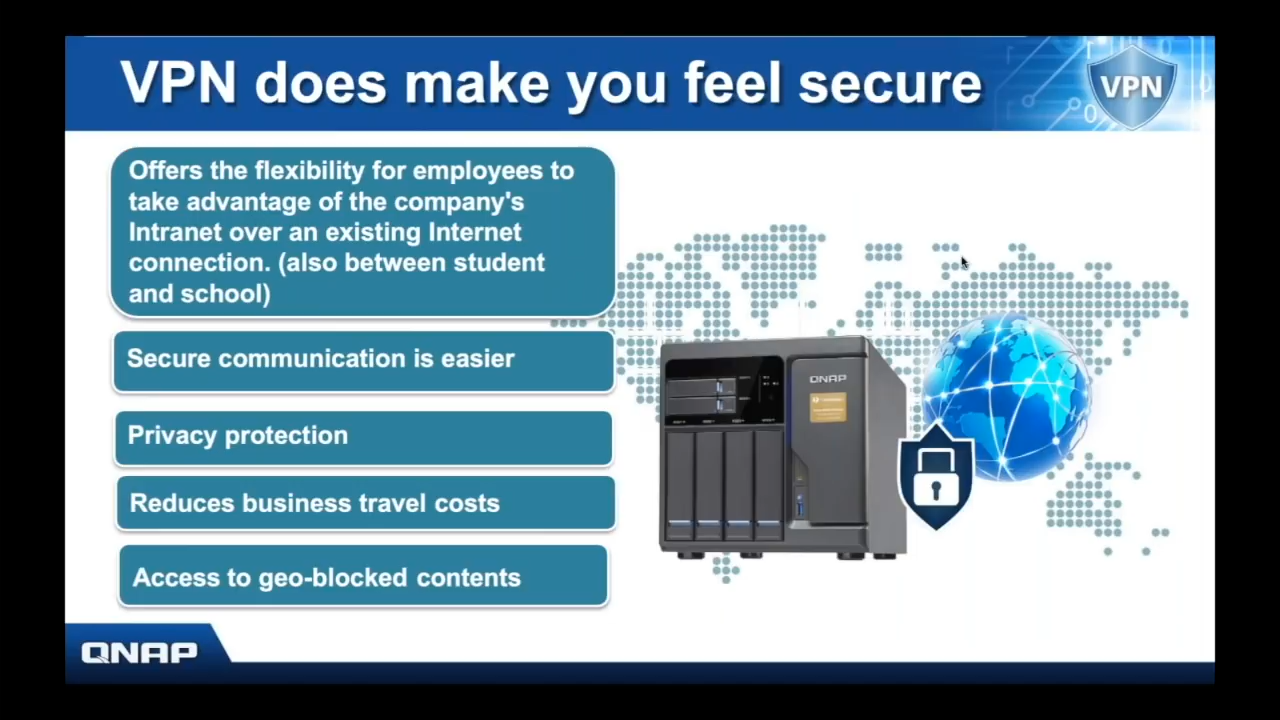 VPN does make you feel secure
VPN
Offers the flexibility for employees to
take advantage of the company's
Intranet over an existing Internet
connection. (also between student
and school)
Secure communication is easier
Privacy protection
Reduces business travel costs
Access to geo-blocked contents
QNAP
QNAP